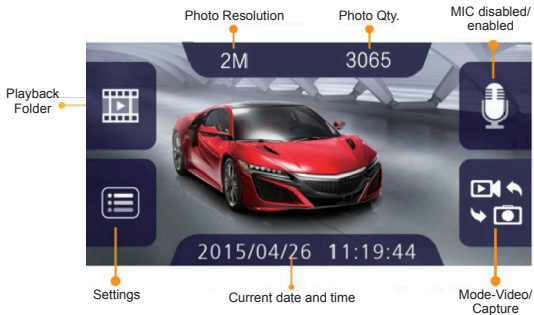 Photo Resolution
Photo Qty.
MIC disabled/
enabled
2M
3065
Playback
Folder
2015/04/26 11:19:44
Settings
Current date and time
Mode-Video/
Capture